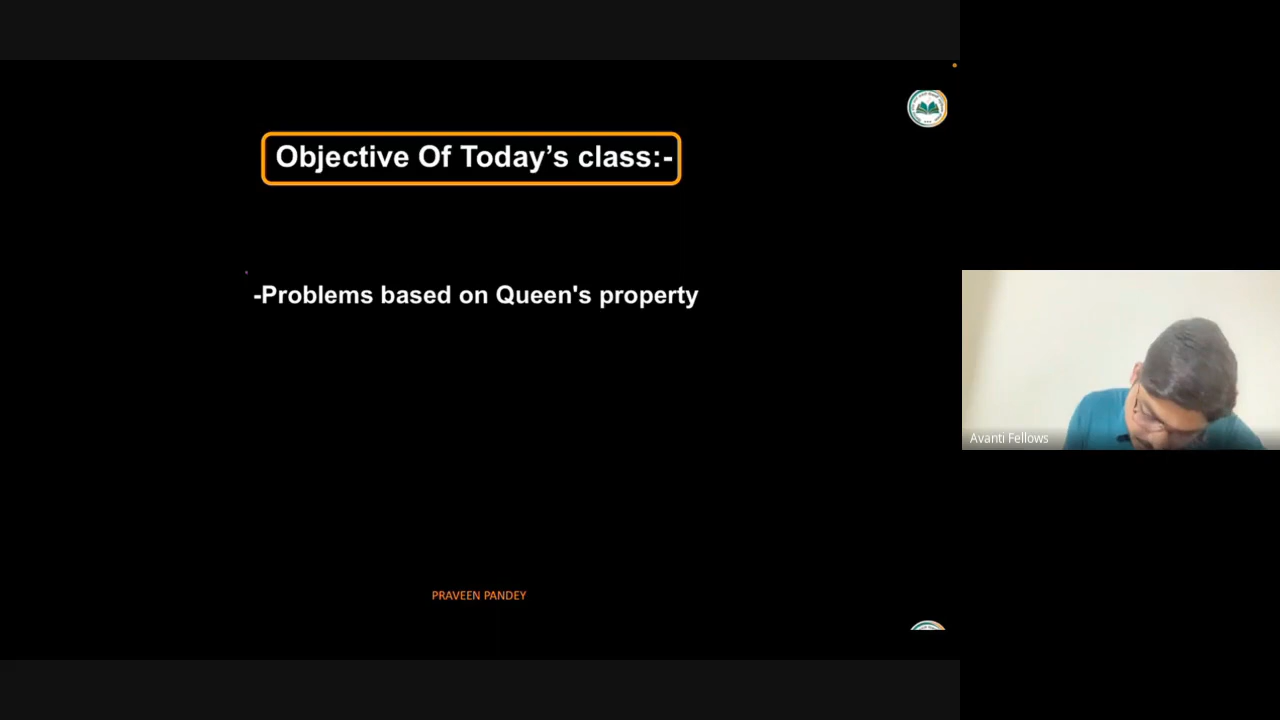 Objective Of Today’s class:-
-Problems based on Queen's property
Avanti Fellows
PRAVEEN PANDEY